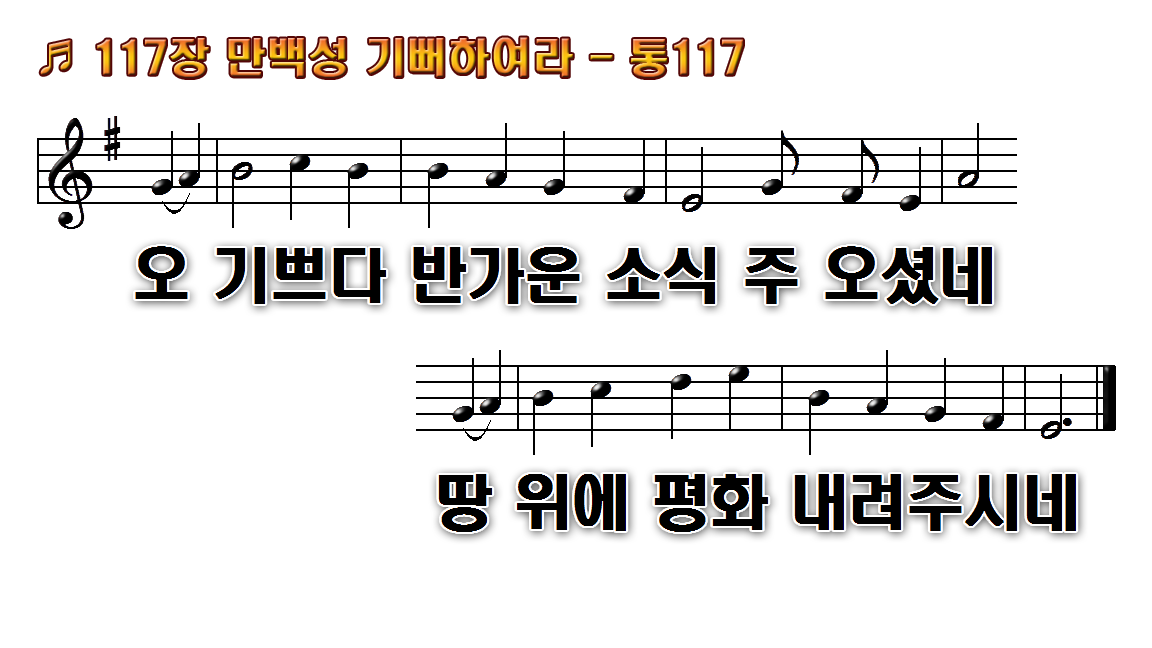 117장 만백성 기뻐하여라 - 통117
오 기쁘다 반가운 소식 주 오셨네
땅 위에 평화 내려주시네